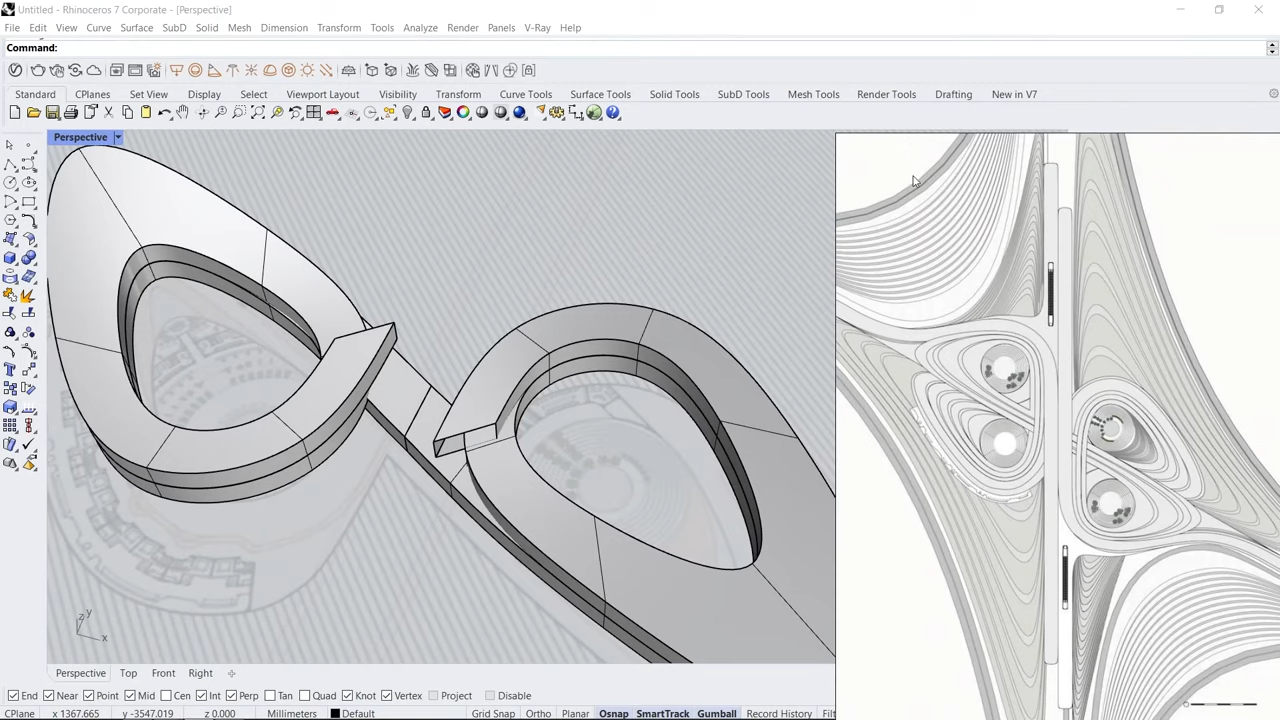 Untitled - Rhinoceros 7 Corporate - [Perspective]
File Edit View Curve Surface SubD Solid Mesh Dimension Transform Tools Analyze Render Panels V-Ray Help
Command:
Standard CPlanes Set View Display Select Viewport Layout Visibility Transform Curve Tools Surface Tools Solid Tools SubD Tools Mesh Tools Render Tools Drafting New in V7
Perspective
z y
x
Perspective Top Front Right
End Near Point Mid Cen Int Perp Tan Quad Knot Vertex Project Disable
CPlane x 1367.665 y -3547.019 z 0.000 Millimeters Default Grid Snap Ortho Planar Osnap SmartTrack Gumball Record History Filt